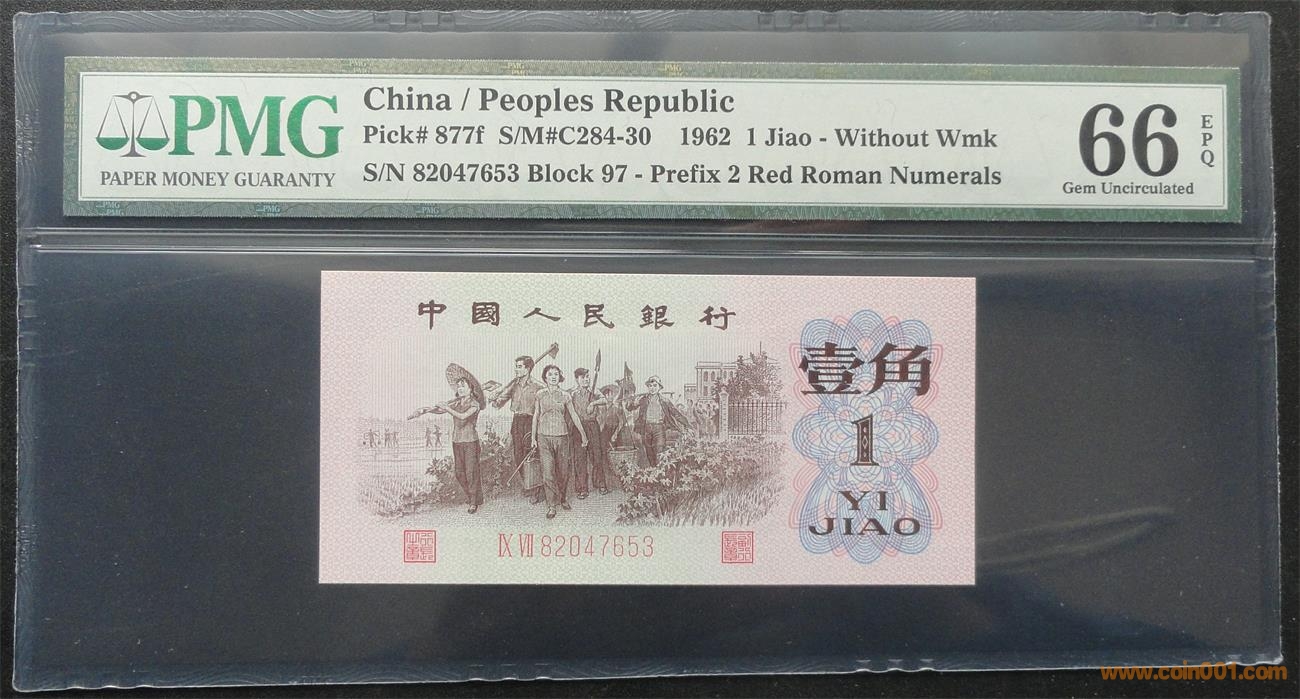 PMG
PAPER MONEY GUARANTY
China / Peoples Republic
Pick# 877f S/M#C284-30 1962 1 Jiao - Without Wmk
S/N 82047653 Block 97 - Prefix 2 Red Roman Numerals
66
EPQ
Gem Uncirculated
中國人民銀行
壹角
1
YI
JIAO
IX VII 82047653
www.coin001.com